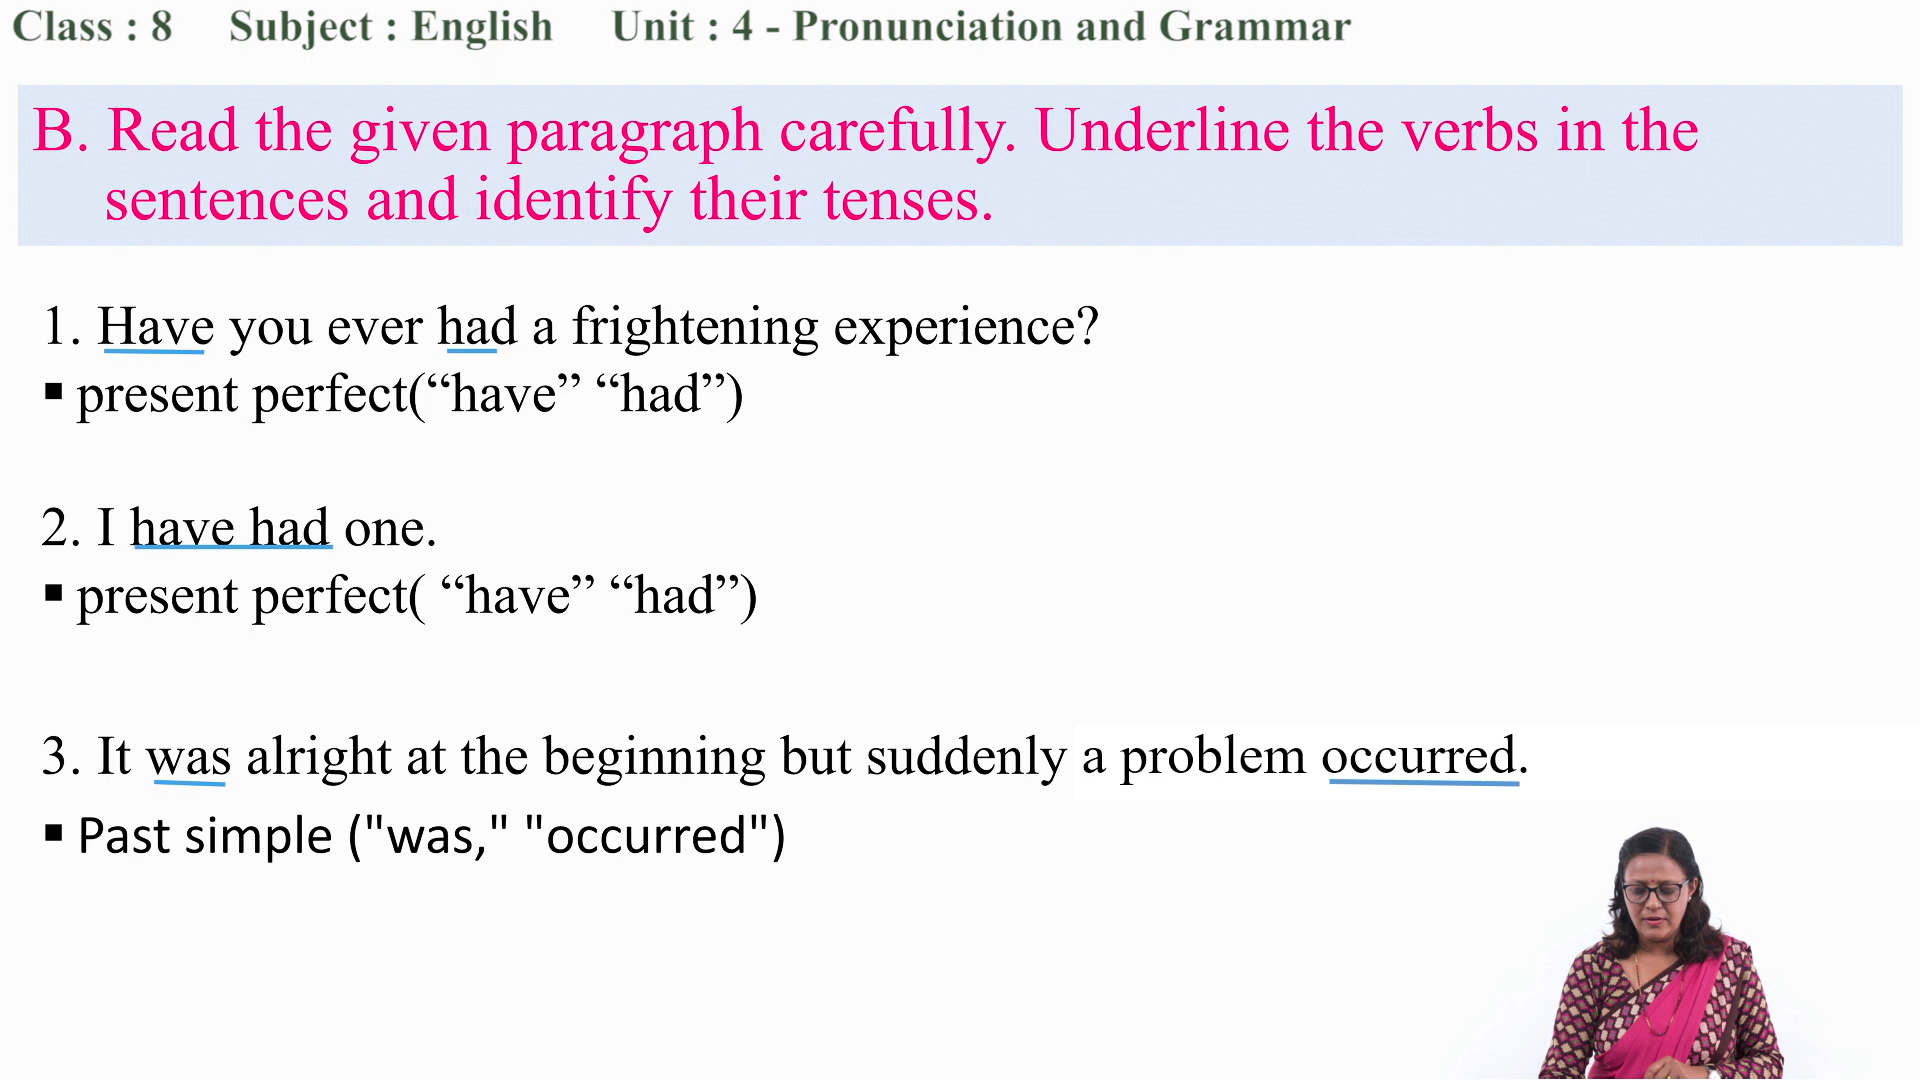 Class : 8 Subject : English Unit : 4 - Pronunciation and Grammar
B. Read the given paragraph carefully. Underline the verbs in the
sentences and identify their tenses.
1. Have you ever had a frightening experience?
▪ present perfect(“have” “had”)
2. I have had one.
▪ present perfect( “have” “had”)
3. It was alright at the beginning but suddenly a problem occurred.
▪ Past simple ("was," "occurred")